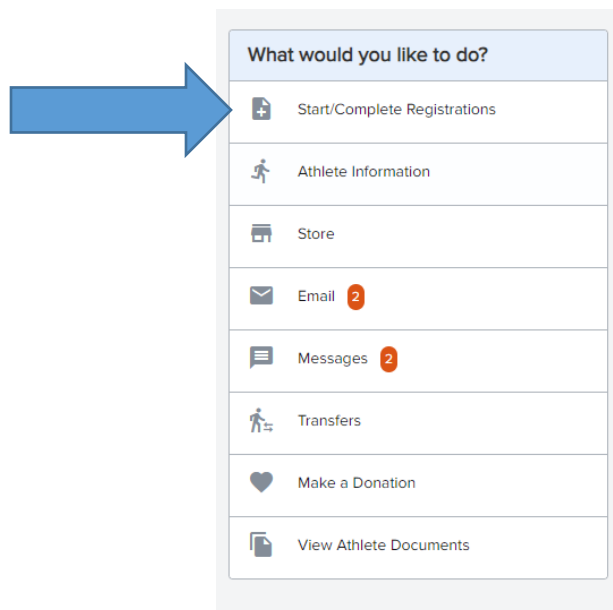 What would you like to do?
Start/Complete Registrations
Athlete Information
Store
Email 2
Messages 2
Transfers
Make a Donation
View Athlete Documents